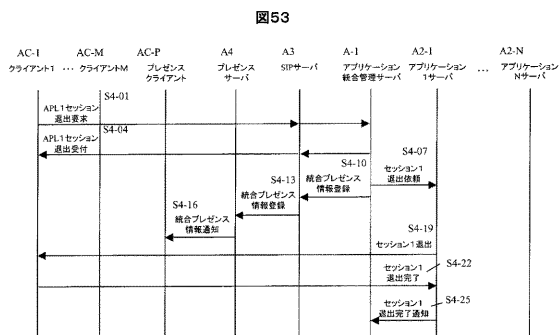 図53
AC-1 AC-M AC-P A4 A3 A-1 A2-1 A2-N
クライアント1 … クライアントM プレゼンス クライアント プレゼンス サーバ SIPサーバ アプリケーション 統合管理サーバ アプリケーション 1サーバ … アプリケーション Nサーバ
S4-01
APL1セッション
退出要求
S4-04
APL1セッション
退出受付
S4-07
セッション1
退出依頼
S4-10
統合プレゼンス
情報登録
S4-13
統合プレゼンス
情報登録
S4-16
統合プレゼンス
情報通知
S4-19
セッション1退出
S4-22
セッション1
退出完了
S4-25
セッション1
退出完了通知